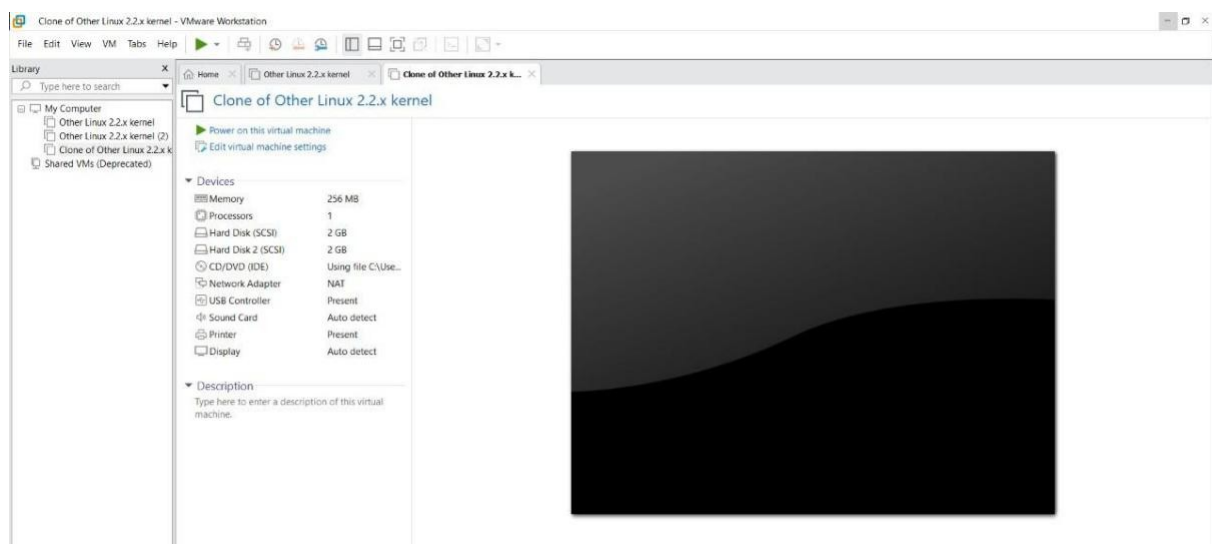 Clone of Other Linux 2.2.x kernel - VMware Workstation
File Edit View VM Tabs Help
Library X
Type here to search
My Computer
Other Linux 2.2.x kernel
Other Linux 2.2.x kernel (2)
Clone of Other Linux 2.2.x k
Shared VMs (Deprecated)
Home Other Linux 2.2.x kernel Clone of Other Linux 2.2.x k...
Clone of Other Linux 2.2.x kernel
Power on this virtual machine
Edit virtual machine settings
Devices
Memory 256 MB
Processors 1
Hard Disk (SCSI) 2 GB
Hard Disk 2 (SCSI) 2 GB
CD/DVD (IDE) Using file C:\Use...
Network Adapter NAT
USB Controller Present
Sound Card Auto detect
Printer Present
Display Auto detect
Description
Type here to enter a description of this virtual
machine.